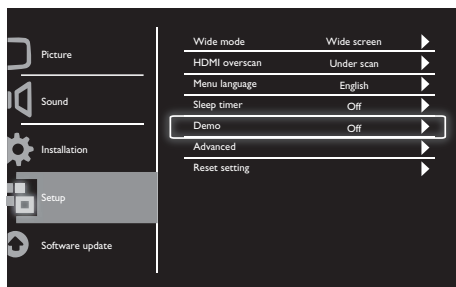 Picture
Sound
Installation
Setup
Software update
Wide mode Wide screen
HDMI overscan Under scan
Menu language English
Sleep timer Off
Demo Off
Advanced
Reset setting